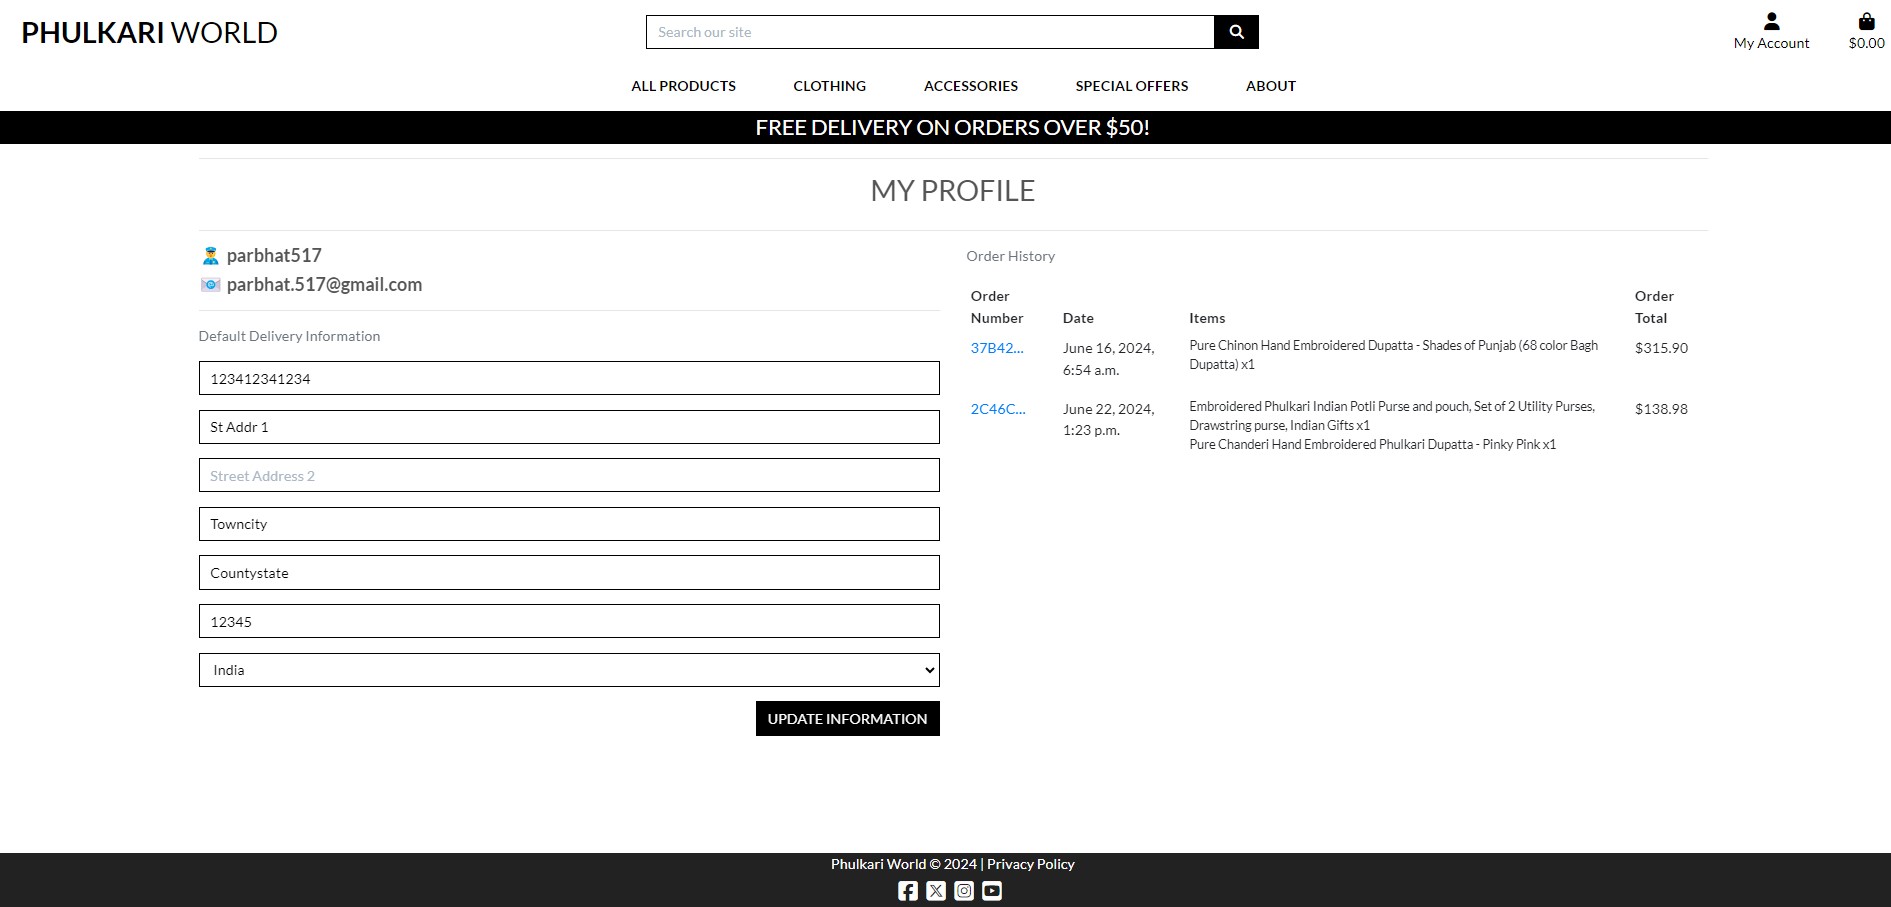 PHULKARI WORLD
Search our site
My Account
$0.00
ALL PRODUCTS
CLOTHING
ACCESSORIES
SPECIAL OFFERS
ABOUT
FREE DELIVERY ON ORDERS OVER $50!
MY PROFILE
parbhat517
parbhat.517@gmail.com
Default Delivery Information
123412341234
St Addr 1
Street Address 2
Towncity
Countystate
12345
India
UPDATE INFORMATION
Order History
Order
Number
Date
Items
Order
Total
37B42...
June 16, 2024,
6:54 a.m.
Pure Chinon Hand Embroidered Dupatta - Shades of Punjab (68 color Bagh
Dupatta) x1
$315.90
2C46C...
June 22, 2024,
1:23 p.m.
Embroidered Phulkari Indian Potli Purse and pouch, Set of 2 Utility Purses,
Drawstring purse, Indian Gifts x1
Pure Chanderi Hand Embroidered Phulkari Dupatta - Pinky Pink x1
$138.98
Phulkari World © 2024 | Privacy Policy